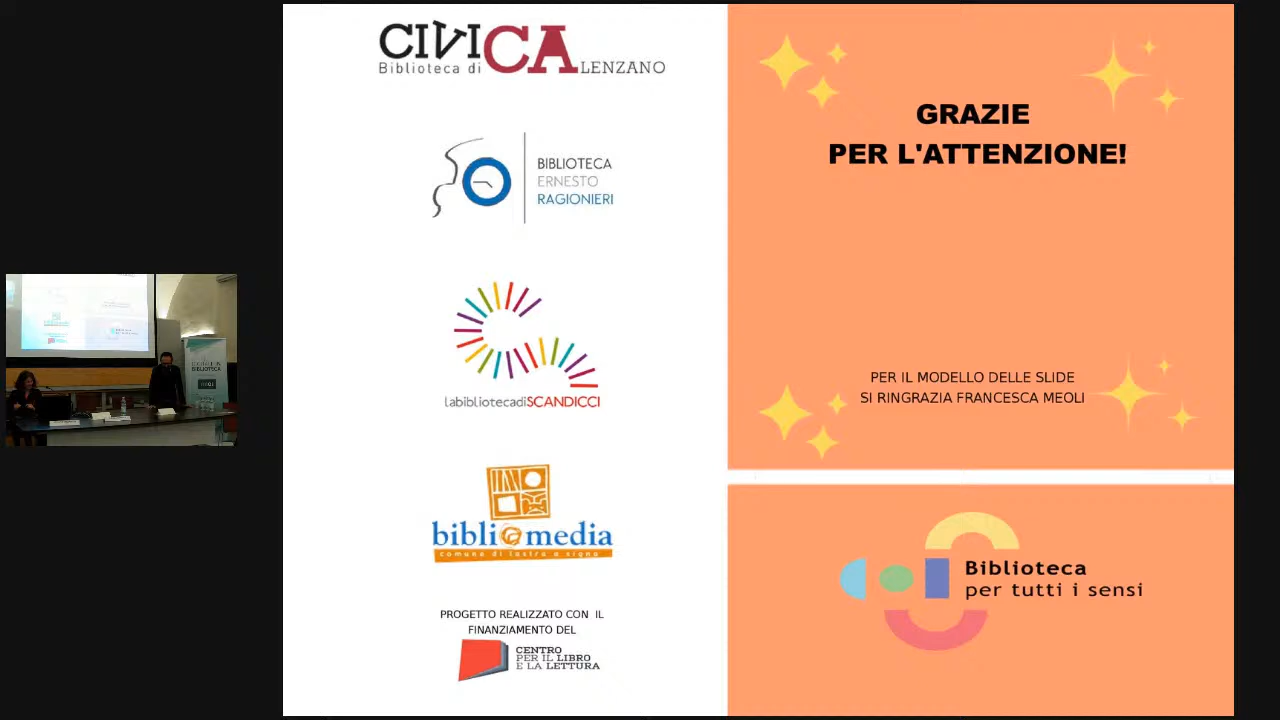 CIVICA
Biblioteca di LENZANO
BIBLIOTECA
ERNESTO
RAGIONIERI
labibliotecadiSCANDICCI
bibliomedia
comune di lastra a signa
PROGETTO REALIZZATO CON IL
FINANZIAMENTO DEL
CENTRO
PER IL LIBRO
E LA LETTURA
GRAZIE
PER L'ATTENZIONE!
PER IL MODELLO DELLE SLIDE
SI RINGRAZIA FRANCESCA MEOLI
Biblioteca
per tutti i sensi
BIBLIOTECA